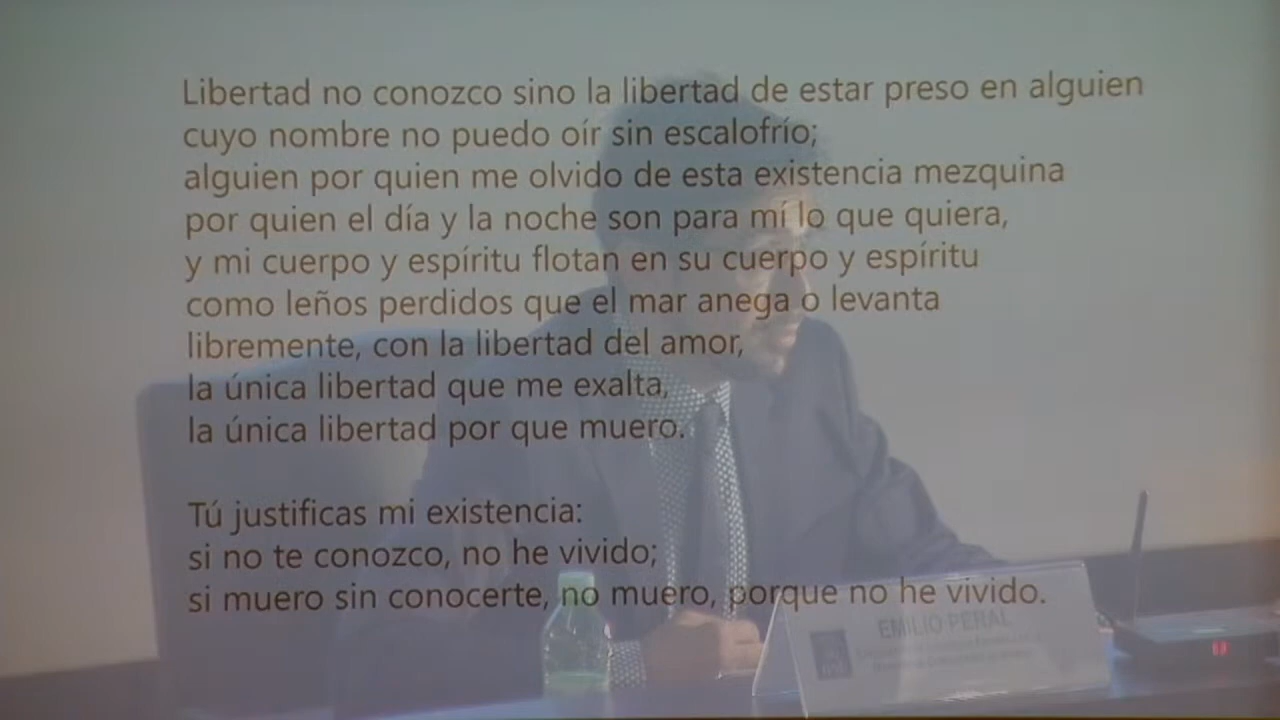 Libertad no conozco sino la libertad de estar preso en alguien
cuyo nombre no puedo oír sin escalofrío;
alguien por quien me olvido de esta existencia mezquina
por quien el día y la noche son para mí lo que quiera,
y mi cuerpo y espíritu flotan en su cuerpo y espíritu
como leños perdidos que el mar anega o levanta
libremente, con la libertad del amor,
la única libertad que me exalta,
la única libertad por que muero.
Tú justificas mi existencia:
si no te conozco, no he vivido;
si muero sin conocerte, no muero, porque no he vivido.
EMILIO PERAL